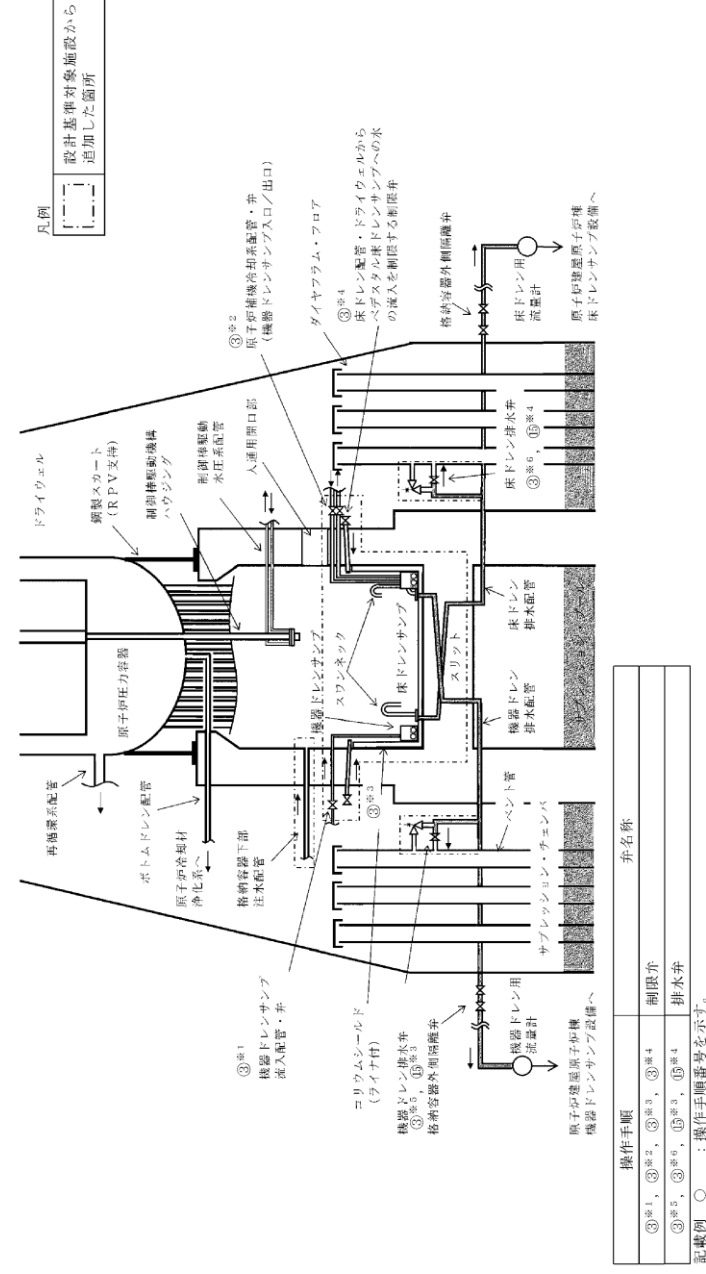 凡例
設計基準対象施設から
追加した箇所
ドライウェル
鋼製スカート
(RPV支持)
制御棒駆動機構
ハウジング
制御棒駆動
水圧系配管
人通用開口部
③※2
原子炉補機冷却系配管・弁
(機器ドレンサンプ入口/出口)
ダイヤフラム・フロア
③※4
床ドレン配管・ドライウェルから
ペデスタル床ドレンサンプへの水
の流入を制限する制限弁
格納容器外側隔離弁
床ドレン用
流量計
原子炉建屋原子炉棟
床ドレンサンプ設備へ
床ドレン排水弁
③※6, ⑮※4
原子炉圧力容器
機器ドレンサンプ
スワンネック
床ドレンサンプ
スリット
機器ドレン
排水配管
床ドレン
排水配管
サプレッション・プール
再循環系配管
ボトムドレン配管
原子炉冷却材
浄化系へ
格納容器下部
注水配管
③※3
ベント管
サプレッション・チェンバ
③※1
機器ドレンサンプ
流入配管・弁
コリウムシールド
(ライナ付)
機器ドレン排水弁
③※5, ⑮※3
格納容器外側隔離弁
機器ドレン用
流量計
原子炉建屋原子炉棟
機器ドレンサンプ設備へ
操作手順 弁名称
③※1, ③※2, ③※3, ③※4 制限弁
③※5, ③※6, ⑮※3, ⑮※4 排水弁
記載例 ○ :操作手順番号を示す。